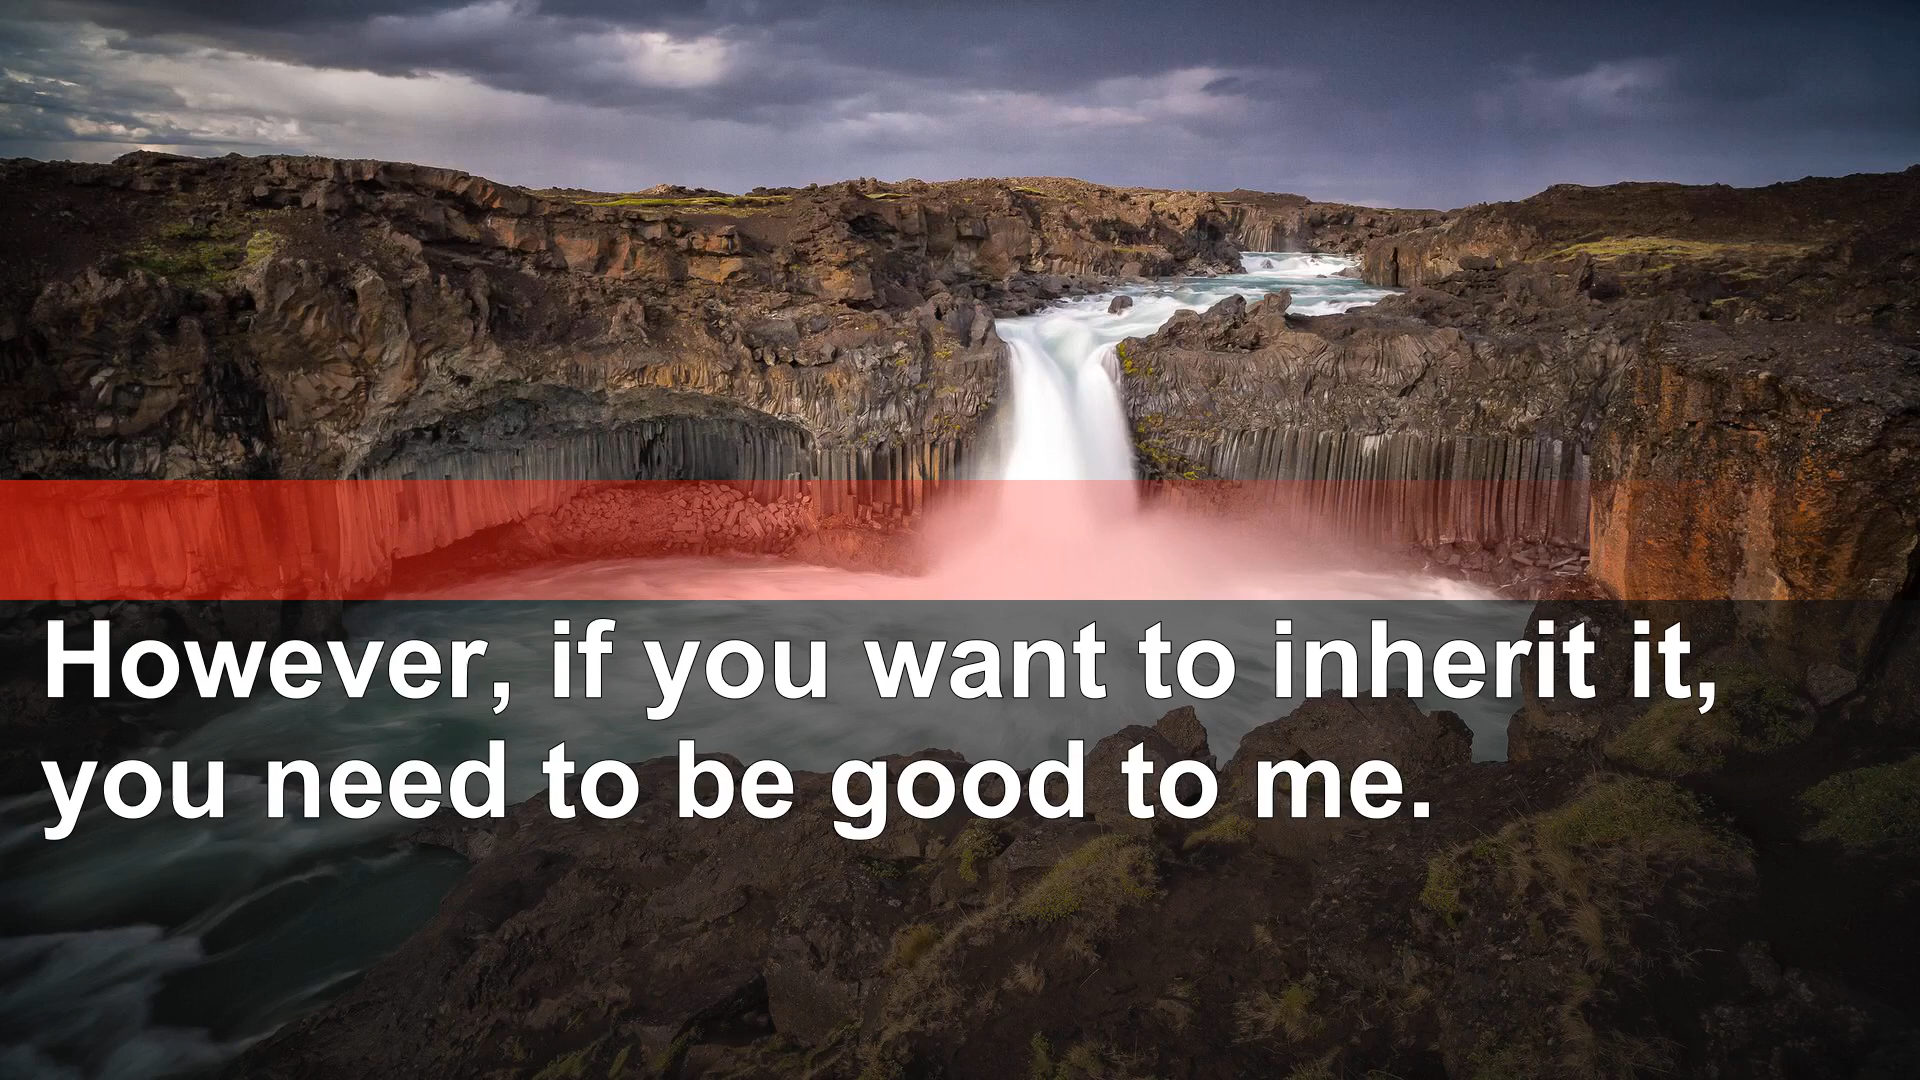 However, if you want to inherit it,
you need to be good to me.